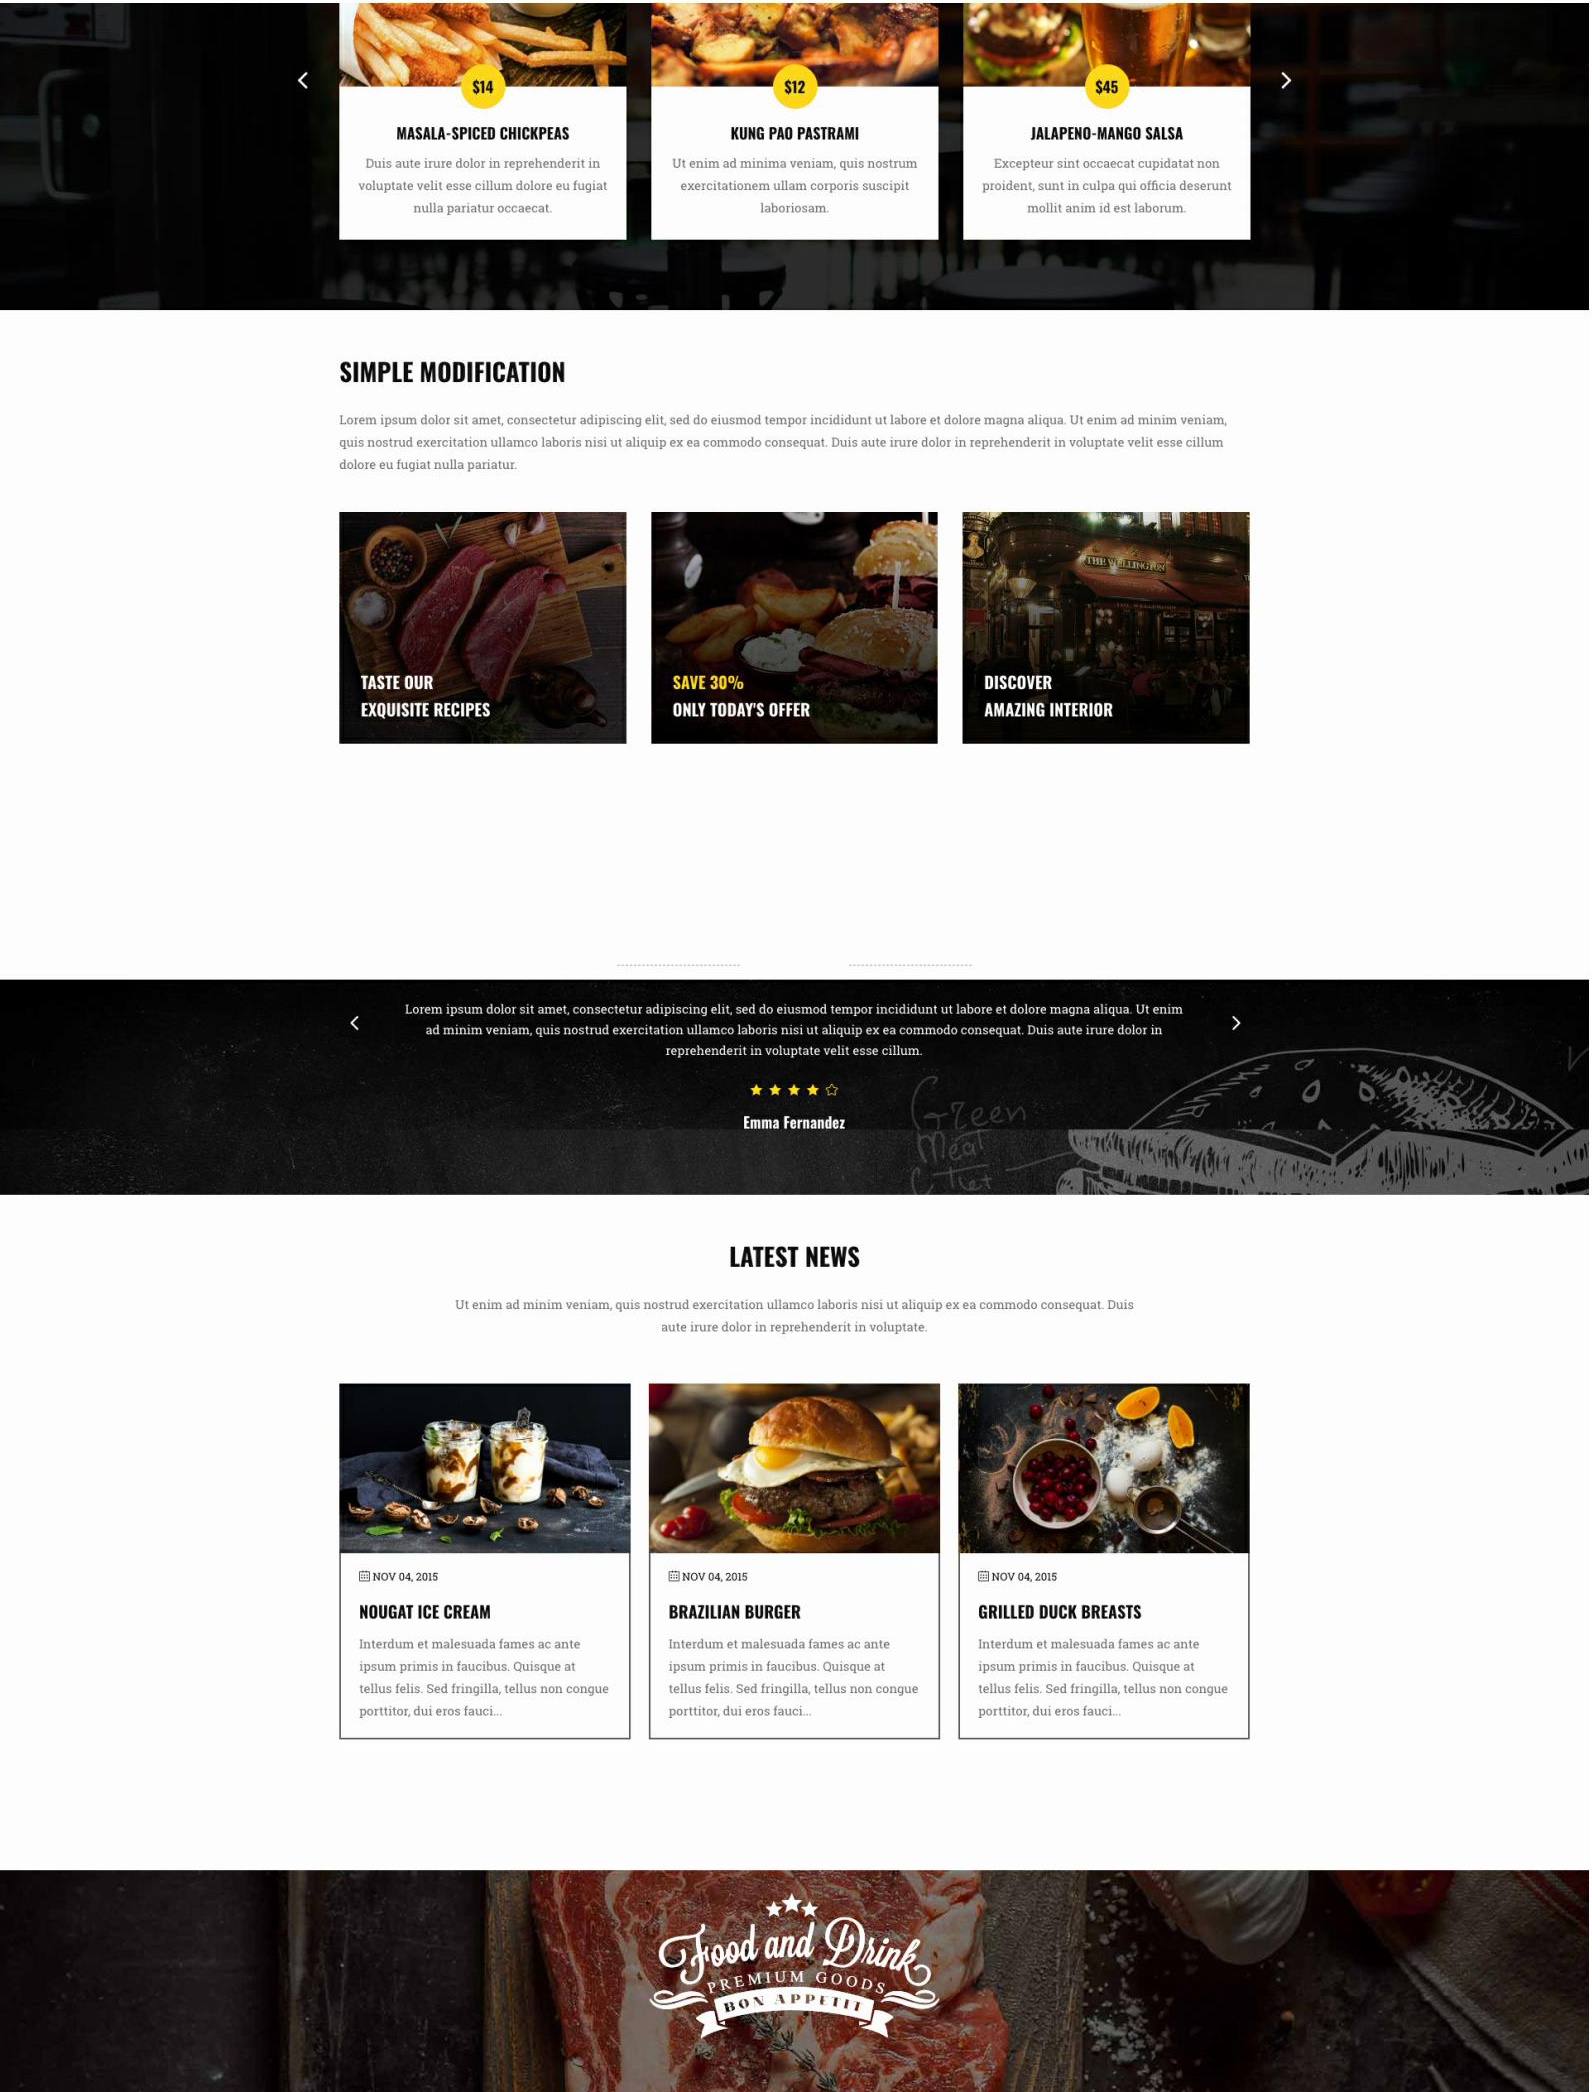 $14
MASALA-SPICED CHICKPEAS
Duis aute irure dolor in reprehenderit in
voluptate velit esse cillum dolore eu fugiat
nulla pariatur occaecat.
$12
KUNG PAO PASTRAMI
Ut enim ad minima veniam, quis nostrum
exercitationem ullam corporis suscipit
laboriosam.
$45
JALAPENO-MANGO SALSA
Excepteur sint occaecat cupidatat non
proident, sunt in culpa qui officia deserunt
mollit anim id est laborum.
SIMPLE MODIFICATION
Lorem ipsum dolor sit amet, consectetur adipiscing elit, sed do eiusmod tempor incididunt ut labore et dolore magna aliqua. Ut enim ad minim veniam,
quis nostrud exercitation ullamco laboris nisi ut aliquip ex ea commodo consequat. Duis aute irure dolor in reprehenderit in voluptate velit esse cillum
dolore eu fugiat nulla pariatur.
TASTE OUR
EXQUISITE RECIPES
SAVE 30%
ONLY TODAY'S OFFER
THE WELLINGTON
DISCOVER
AMAZING INTERIOR
Lorem ipsum dolor sit amet, consectetur adipiscing elit, sed do eiusmod tempor incididunt ut labore et dolore magna aliqua. Ut enim
ad minim veniam, quis nostrud exercitation ullamco laboris nisi ut aliquip ex ea commodo consequat. Duis aute irure dolor in
reprehenderit in voluptate velit esse cillum.
Emma Fernandez
Green
Meat
LATEST NEWS
Ut enim ad minim veniam, quis nostrud exercitation ullamco laboris nisi ut aliquip ex ea commodo consequat. Duis
aute irure dolor in reprehenderit in voluptate.
NOV 04, 2015
NOUGAT ICE CREAM
Interdum et malesuada fames ac ante
ipsum primis in faucibus. Quisque at
tellus felis. Sed fringilla, tellus non congue
porttitor, dui eros fauci...
NOV 04, 2015
BRAZILIAN BURGER
Interdum et malesuada fames ac ante
ipsum primis in faucibus. Quisque at
tellus felis. Sed fringilla, tellus non congue
porttitor, dui eros fauci...
NOV 04, 2015
GRILLED DUCK BREASTS
Interdum et malesuada fames ac ante
ipsum primis in faucibus. Quisque at
tellus felis. Sed fringilla, tellus non congue
porttitor, dui eros fauci...
Food and Drink
PREMIUM GOODS
BON APPETIT